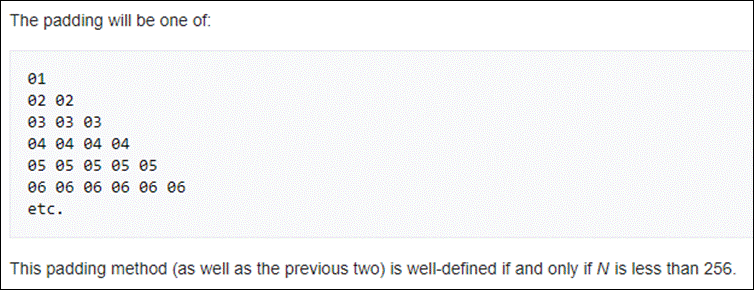 The padding will be one of:
01
02 02
03 03 03
04 04 04 04
05 05 05 05 05
06 06 06 06 06 06
etc.
This padding method (as well as the previous two) is well-defined if and only if N is less than 256.